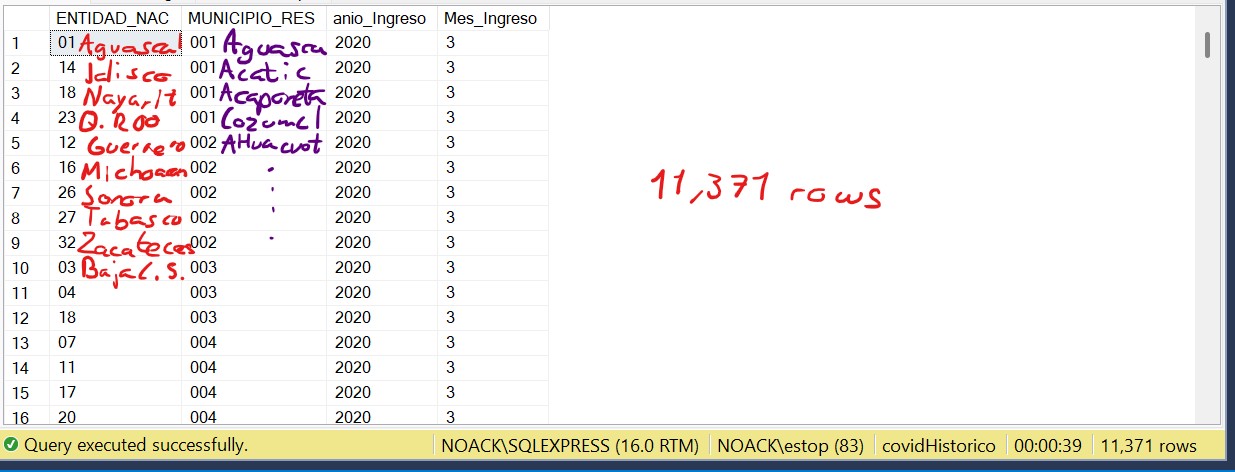 ENTIDAD_NAC MUNICIPIO_RES anio_Ingreso Mes_Ingreso
1 01 Aguascal 001 Aguasca 2020 3
2 14 Jalisco 001 Acatic 2020 3
3 18 Nayarit 001 Acaponeta 2020 3
4 23 Q. ROO 001 Cozumel 2020 3
5 12 Guerrero 002 AHuacuot 2020 3
6 16 Michoacan 002 2020 3
7 26 Sonora 002 2020 3
8 27 Tabasco 002 2020 3
9 32 Zacatecas 002 2020 3
10 03 Baja C. S. 003 2020 3
11 04 003 2020 3
12 18 003 2020 3
13 07 004 2020 3
14 11 004 2020 3
15 17 004 2020 3
16 20 004 2020 3
11,371 rows
Query executed successfully. NOACK\SQLEXPRESS (16.0 RTM) NOACK\estop (83) covidHistorico 00:00:39 11,371 rows